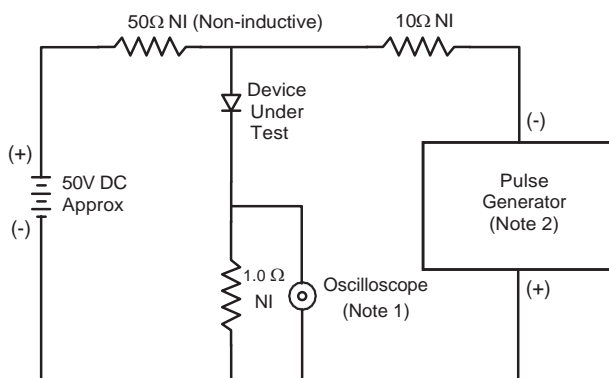 50Ω NI (Non-inductive)
10Ω NI
Device
Under
Test
(-)
(+)
50V DC
Approx
(-)
Pulse
Generator
(Note 2)
1.0 Ω
NI
Oscilloscope
(Note 1)
(+)